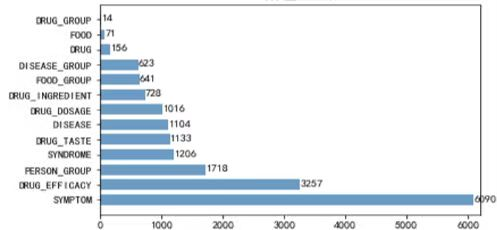 DRUG_GROUP 14
FOOD 71
DRUG 156
DISEASE_GROUP 623
FOOD_GROUP 641
DRUG_INGREDIENT 728
DRUG_DOSAGE 1016
DISEASE 1104
DRUG_TASTE 1133
SYNDROME 1206
PERSON_GROUP 1718
DRUG_EFFICACY 3257
SYMPTOM 6090
0 1000 2000 3000 4000 5000 6000